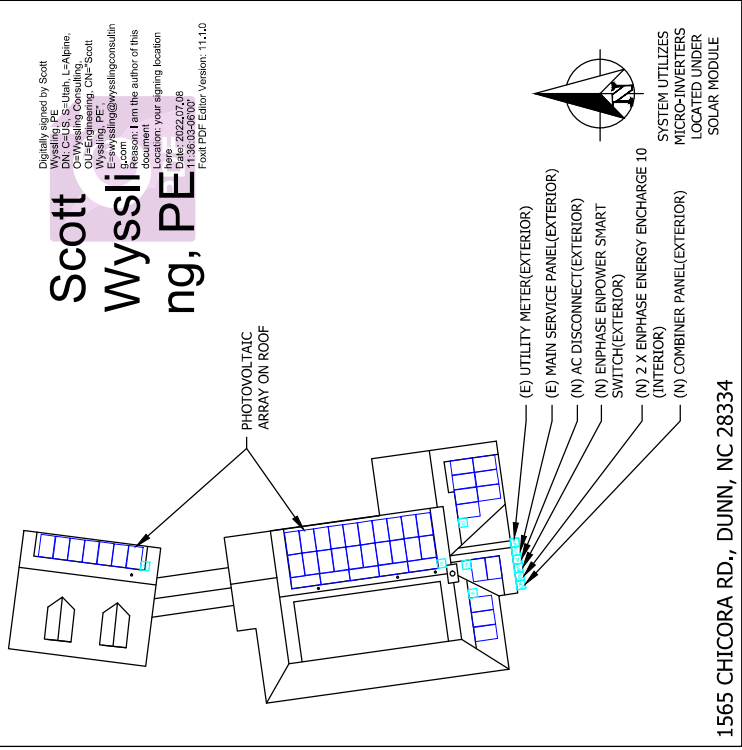 Scott
Wyssli
ng, PE
Digitally signed by Scott
Wyssling, PE
DN: C=US, S=Utah, L=Alpine,
O=Wyssling Consulting,
OU=Engineering, CN="Scott
Wyssling, PE",
E=swyssling@wysslingconsultin
g.com
Reason: I am the author of this
document
Location: your signing location
here
Date: 2022.07.08
11:36:03-06'00'
Foxit PDF Editor Version: 11.1.0
PHOTOVOLTAIC
ARRAY ON ROOF
N
SYSTEM UTILIZES
MICRO-INVERTERS
LOCATED UNDER
SOLAR MODULE
(E) UTILITY METER(EXTERIOR)
(E) MAIN SERVICE PANEL(EXTERIOR)
(N) AC DISCONNECT(EXTERIOR)
(N) ENPHASE ENPOWER SMART
SWITCH(EXTERIOR)
(N) 2 X ENPHASE ENERGY ENCHARGE 10
(INTERIOR)
(N) COMBINER PANEL(EXTERIOR)
1565 CHICORA RD., DUNN, NC 28334